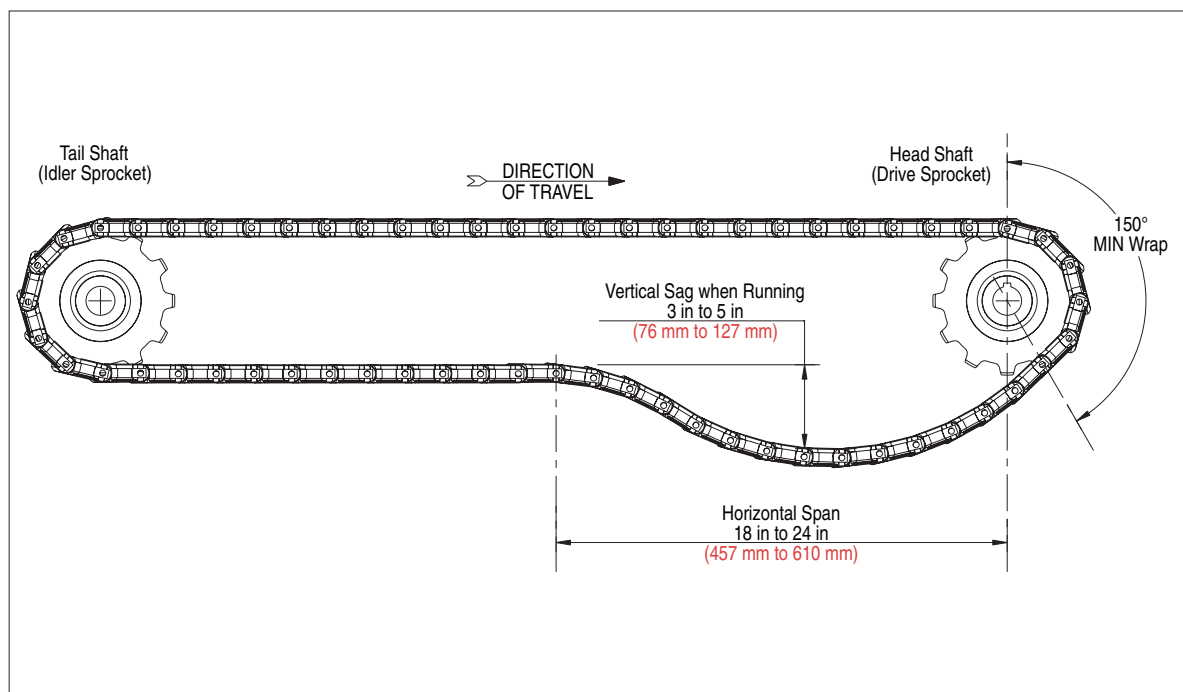 Tail Shaft
(Idler Sprocket)
DIRECTION
OF TRAVEL
Head Shaft
(Drive Sprocket)
150°
MIN Wrap
Vertical Sag when Running
3 in to 5 in
(76 mm to 127 mm)
Horizontal Span
18 in to 24 in
(457 mm to 610 mm)